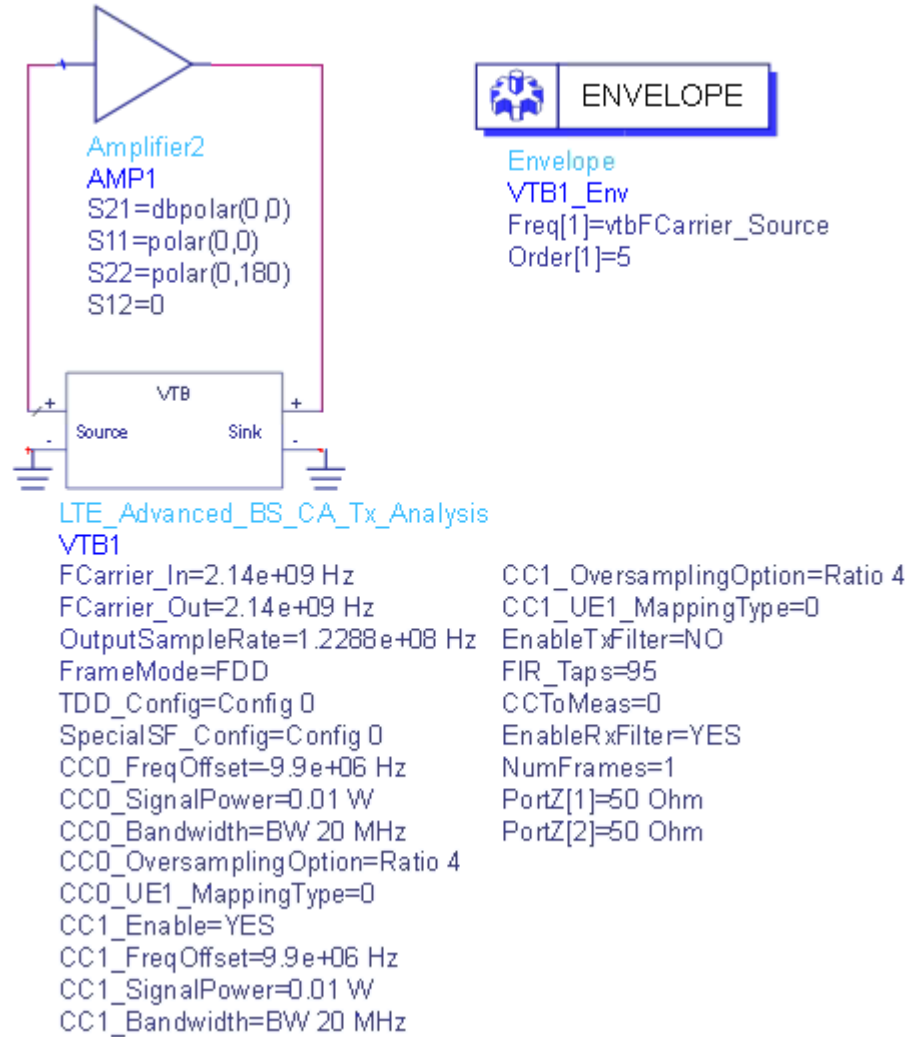 ENVELOPE
Amplifier2
AMP1
S21=dbpolar(0,0)
S11=polar(0,0)
S22=polar(0,180)
S12=0
Envelope
VTB1_Env
Freq[1]=vtbFCarrier_Source
Order[1]=5
VTB
+ +
Source Sink
- -
LTE_Advanced_BS_CA_Tx_Analysis
VTB1
FCarrier_In=2.14e+09 Hz
FCarrier_Out=2.14e+09 Hz
OutputSampleRate=1.2288e+08 Hz
FrameMode=FDD
TDD_Config=Config 0
SpecialSF_Config=Config 0
CC0_FreqOffset=-9.9e+06 Hz
CC0_SignalPower=0.01 W
CC0_Bandwidth=BW 20 MHz
CC0_OversamplingOption=Ratio 4
CC0_UE1_MappingType=0
CC1_Enable=YES
CC1_FreqOffset=9.9e+06 Hz
CC1_SignalPower=0.01 W
CC1_Bandwidth=BW 20 MHz
CC1_OversamplingOption=Ratio 4
CC1_UE1_MappingType=0
EnableTxFilter=NO
FIR_Taps=95
CCToMeas=0
EnableRxFilter=YES
NumFrames=1
PortZ[1]=50 Ohm
PortZ[2]=50 Ohm